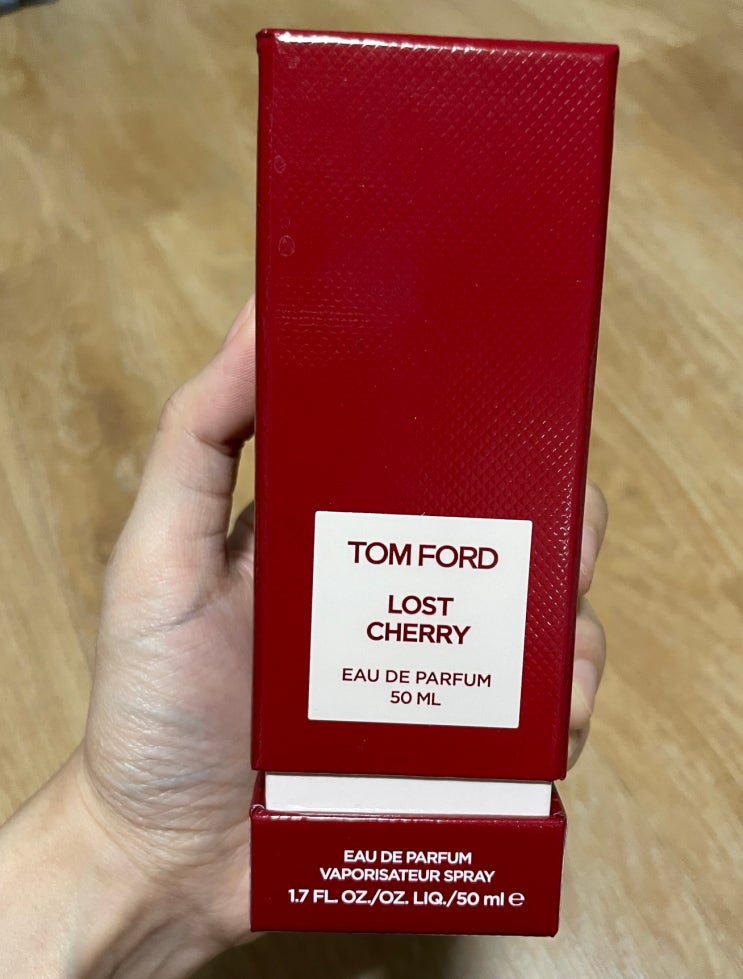 TOM FORD
LOST
CHERRY
EAU DE PARFUM
50 ML
EAU DE PARFUM
VAPORISATEUR SPRAY
1.7 FL. OZ./OZ. LIQ./50 ml ℮